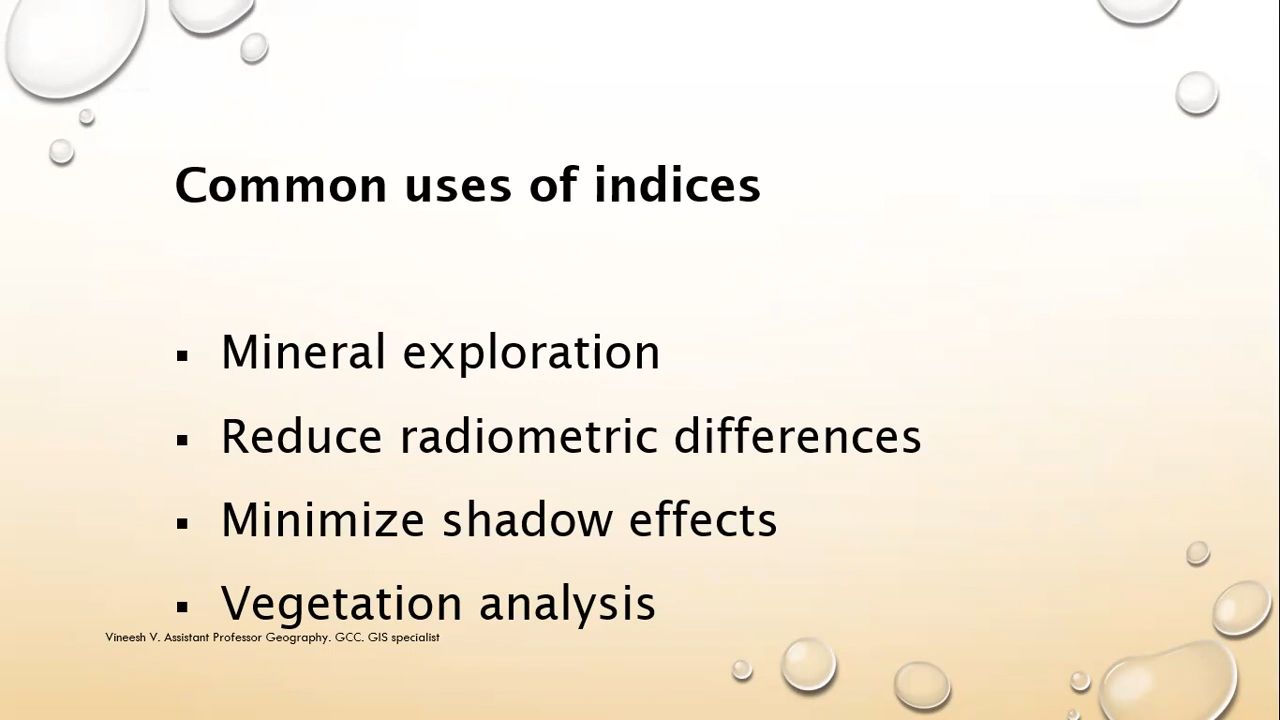 Common uses of indices
▪ Mineral exploration
▪ Reduce radiometric differences
▪ Minimize shadow effects
▪ Vegetation analysis
Vineesh V. Assistant Professor Geography. GCC. GIS specialist